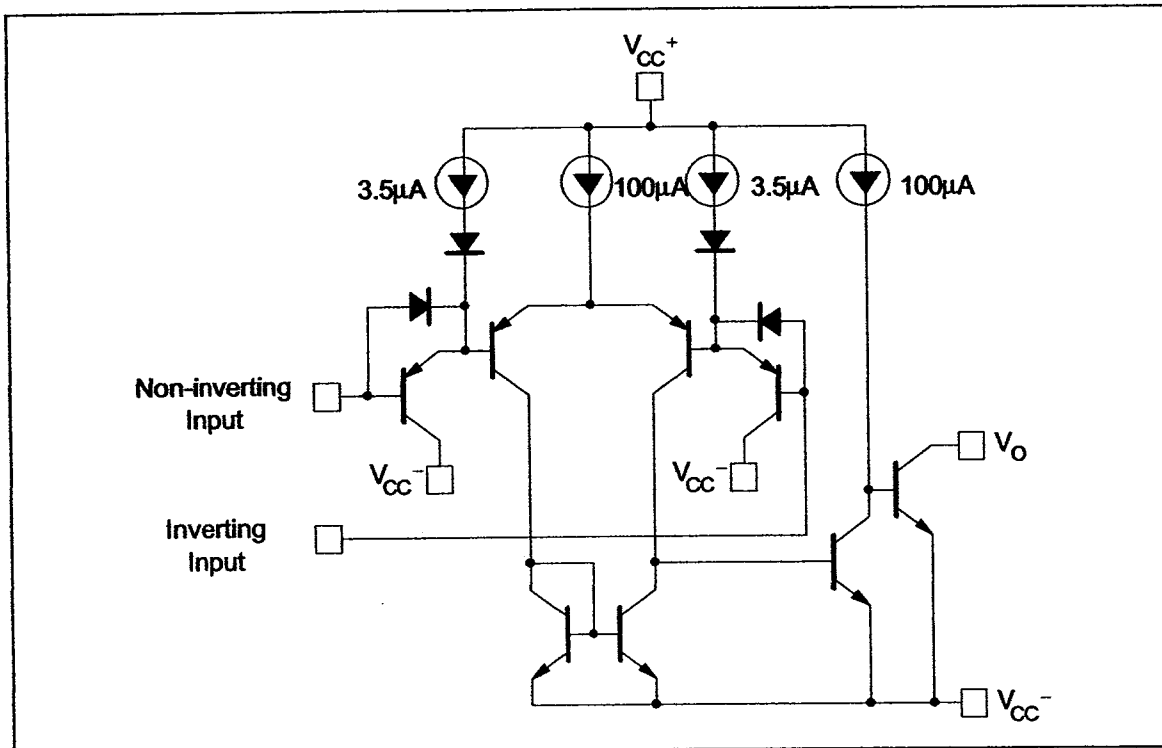 VCC+
3.5µA
100µA
3.5µA
100µA
Non-inverting
Input
VCC−
VCC−
VO
Inverting
Input
VCC−